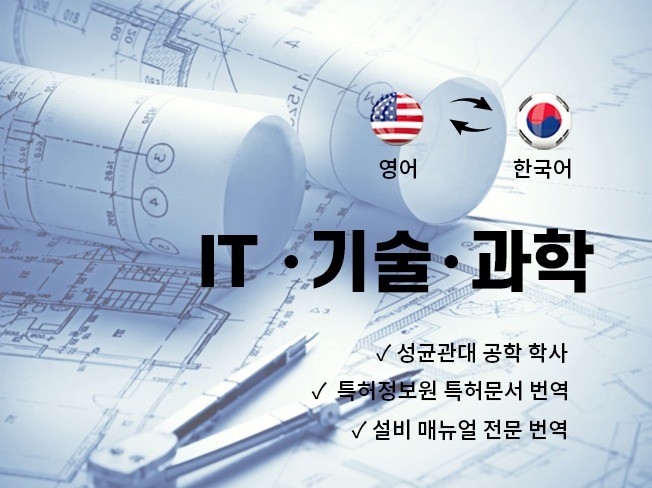 영어 한국어
IT · 기술 · 과학
✓ 성균관대 공학 학사
✓ 특허정보원 특허문서 번역
✓ 설비 매뉴얼 전문 번역